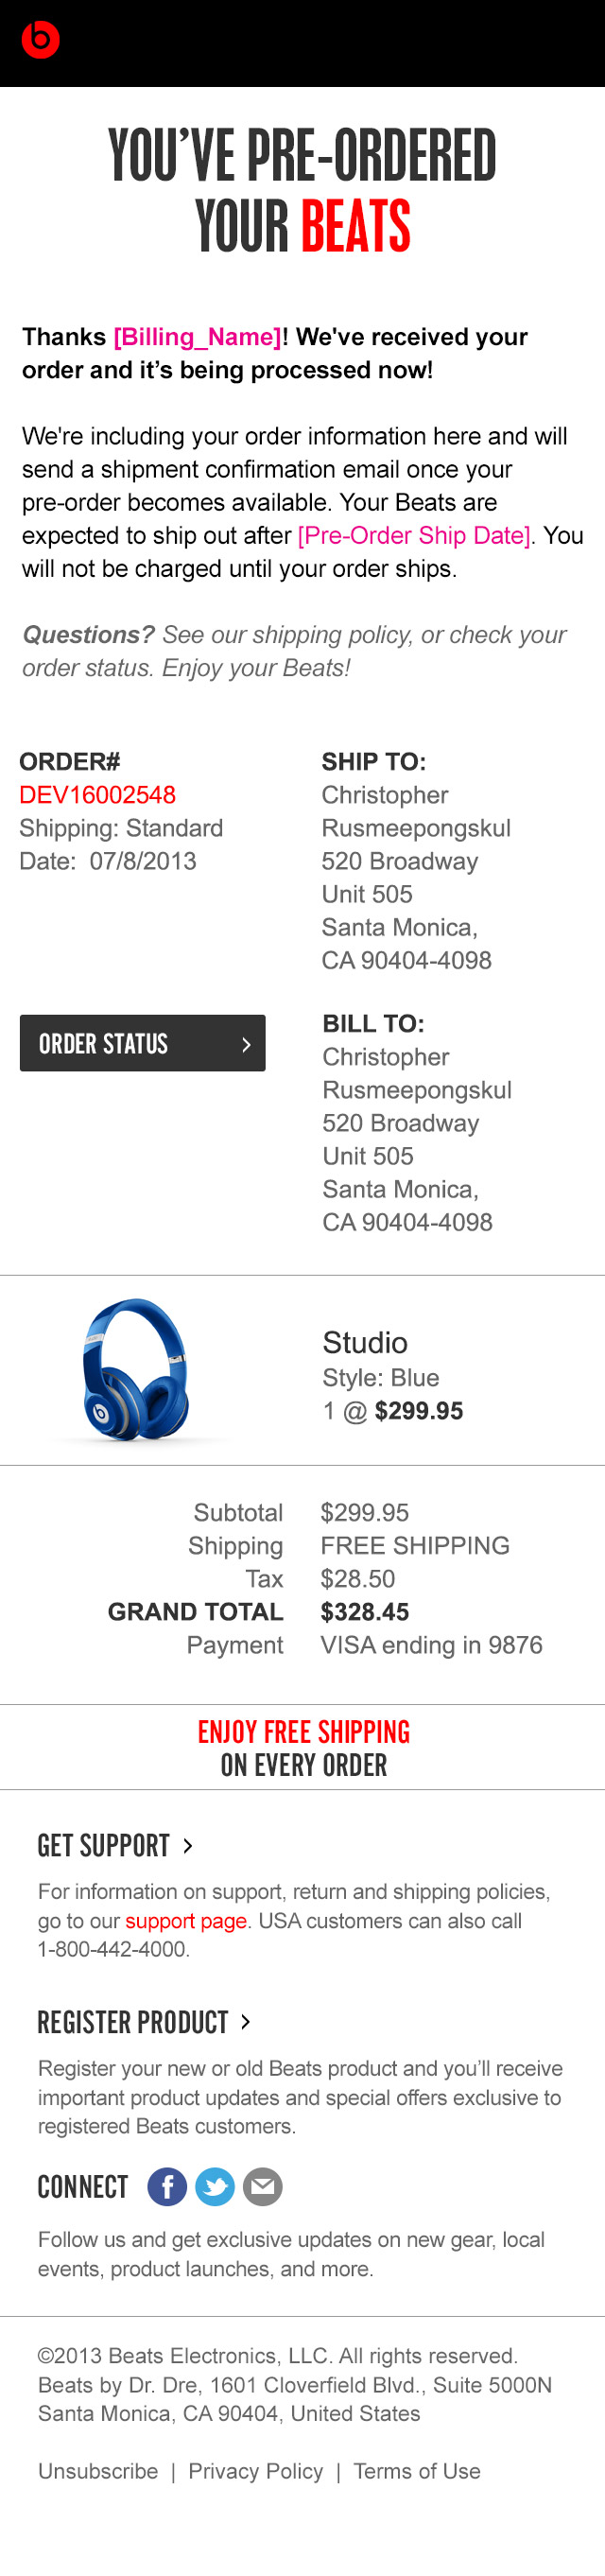 YOU’VE PRE-ORDERED
YOUR BEATS
Thanks [Billing_Name]! We've received your
order and it’s being processed now!
We're including your order information here and will
send a shipment confirmation email once your
pre-order becomes available. Your Beats are
expected to ship out after [Pre-Order Ship Date]. You
will not be charged until your order ships.
Questions? See our shipping policy, or check your
order status. Enjoy your Beats!
ORDER#
DEV16002548
Shipping: Standard
Date: 07/8/2013
ORDER STATUS >
SHIP TO:
Christopher
Rusmeepongskul
520 Broadway
Unit 505
Santa Monica,
CA 90404-4098
BILL TO:
Christopher
Rusmeepongskul
520 Broadway
Unit 505
Santa Monica,
CA 90404-4098
Studio
Style: Blue
1 @ $299.95
Subtotal $299.95
Shipping FREE SHIPPING
Tax $28.50
GRAND TOTAL $328.45
Payment VISA ending in 9876
ENJOY FREE SHIPPING
ON EVERY ORDER
GET SUPPORT >
For information on support, return and shipping policies,
go to our support page. USA customers can also call
1-800-442-4000.
REGISTER PRODUCT >
Register your new or old Beats product and you’ll receive
important product updates and special offers exclusive to
registered Beats customers.
CONNECT
Follow us and get exclusive updates on new gear, local
events, product launches, and more.
©2013 Beats Electronics, LLC. All rights reserved.
Beats by Dr. Dre, 1601 Cloverfield Blvd., Suite 5000N
Santa Monica, CA 90404, United States
Unsubscribe | Privacy Policy | Terms of Use